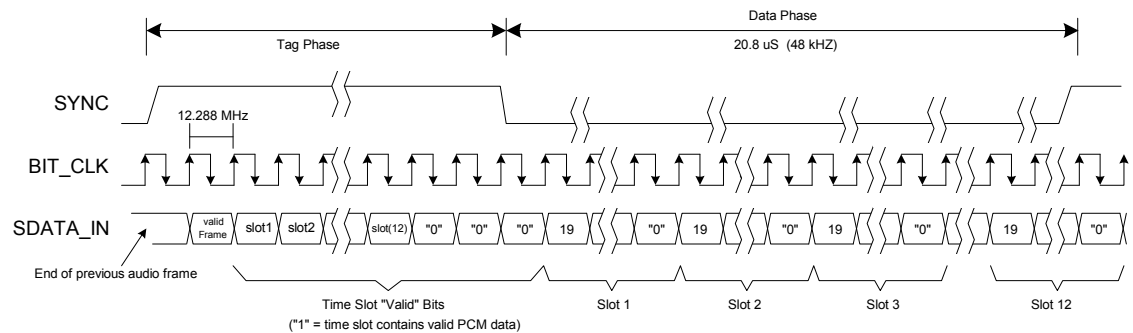 Data Phase
Tag Phase
20.8 uS (48 kHZ)
SYNC
12.288 MHz
BIT_CLK
SDATA_IN
valid Frame
slot1
slot2
slot(12)
"0"
"0"
"0"
19
"0"
19
"0"
19
"0"
19
"0"
End of previous audio frame
Time Slot "Valid" Bits
Slot 1
Slot 2
Slot 3
Slot 12
("1" = time slot contains valid PCM data)